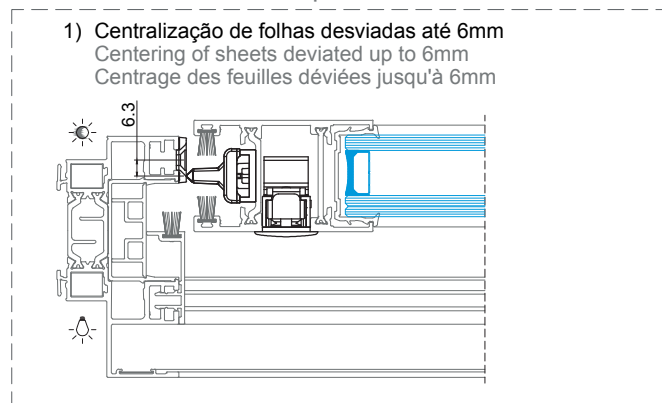 1) Centralização de folhas desviadas até 6mm
Centering of sheets deviated up to 6mm
Centrage des feuilles déviées jusqu'à 6mm
6.3